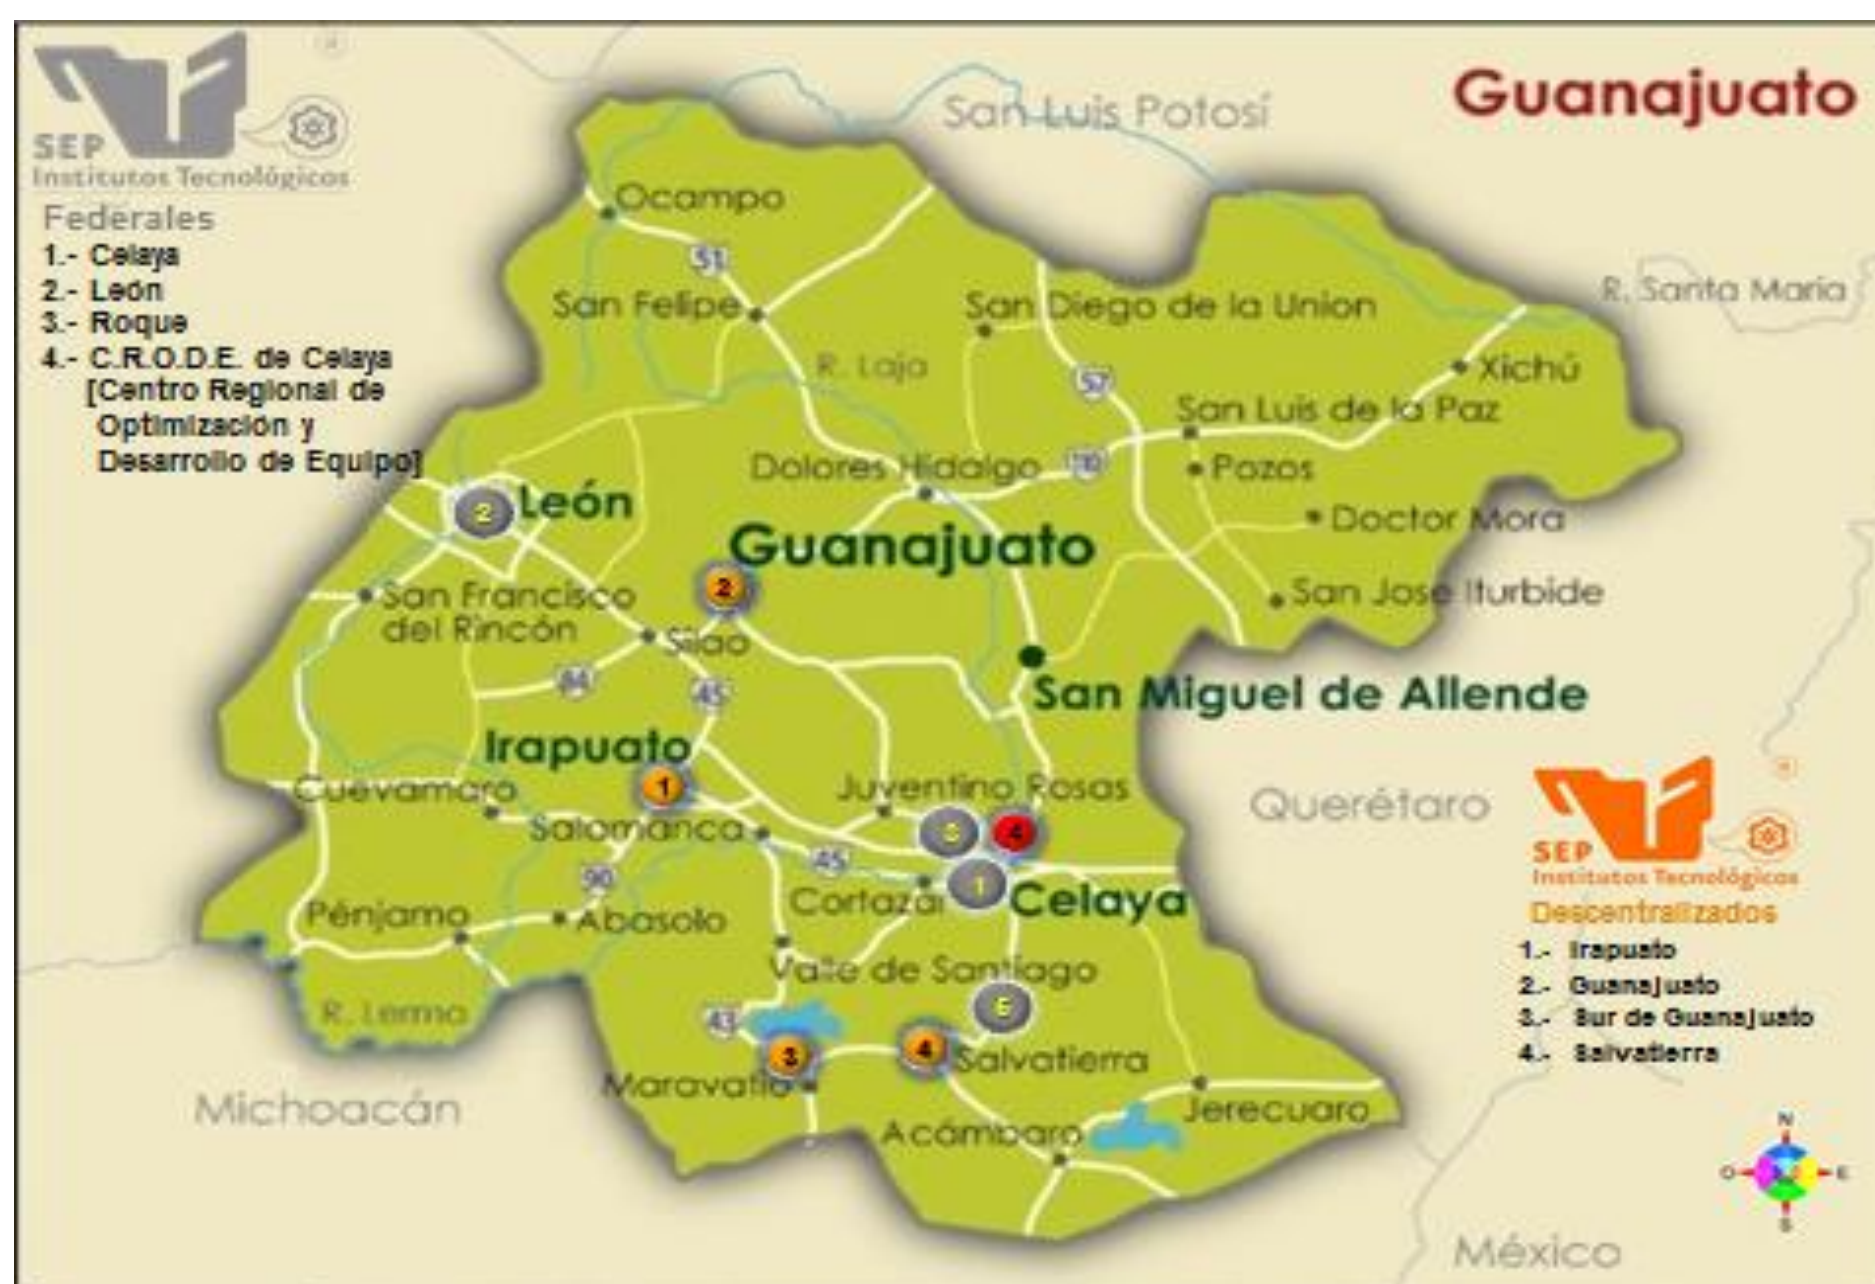 Guanajuato
SEP
Institutos Tecnológicos
Federales
1.- Celaya
2.- León
3.- Roque
4.- C.R.O.D.E. de Celaya
[Centro Regional de
Optimización y
Desarrollo de Equipo]
San Luis Potosí
Ocampo
51
San Felipe
San Diego de la Union
R. Santa María
R. Laja
57
Xichú
San Luis de la Paz
Dolores Hidalgo
110
Pozos
2
León
Doctor Mora
Guanajuato
2
San Francisco
del Rincón
San Jose Iturbide
Silao
84
45
San Miguel de Allende
Irapuato
1
Cuevamaro
Juventino Rosas
Querétaro
Salamanca
3
4
45
90
1
Cortazar
Celaya
Pénjamo
Abasolo
Valle de Santiago
R. Lerma
43
5
3
4
Salvatierra
Maravatío
Michoacán
Acámbaro
Jerecuaro
SEP
Institutos Tecnológicos
Descentralizados
1.- Irapuato
2.- Guanajuato
3.- Sur de Guanajuato
4.- Salvatierra
N
O
E
S
México